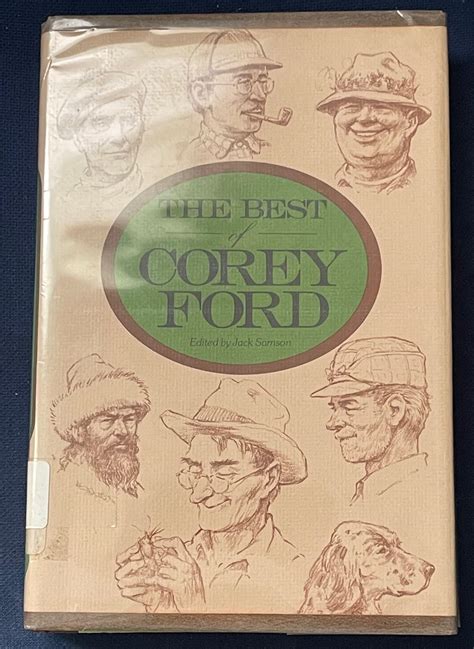 THE BEST
of
COREY
FORD
Edited by Jack Samson